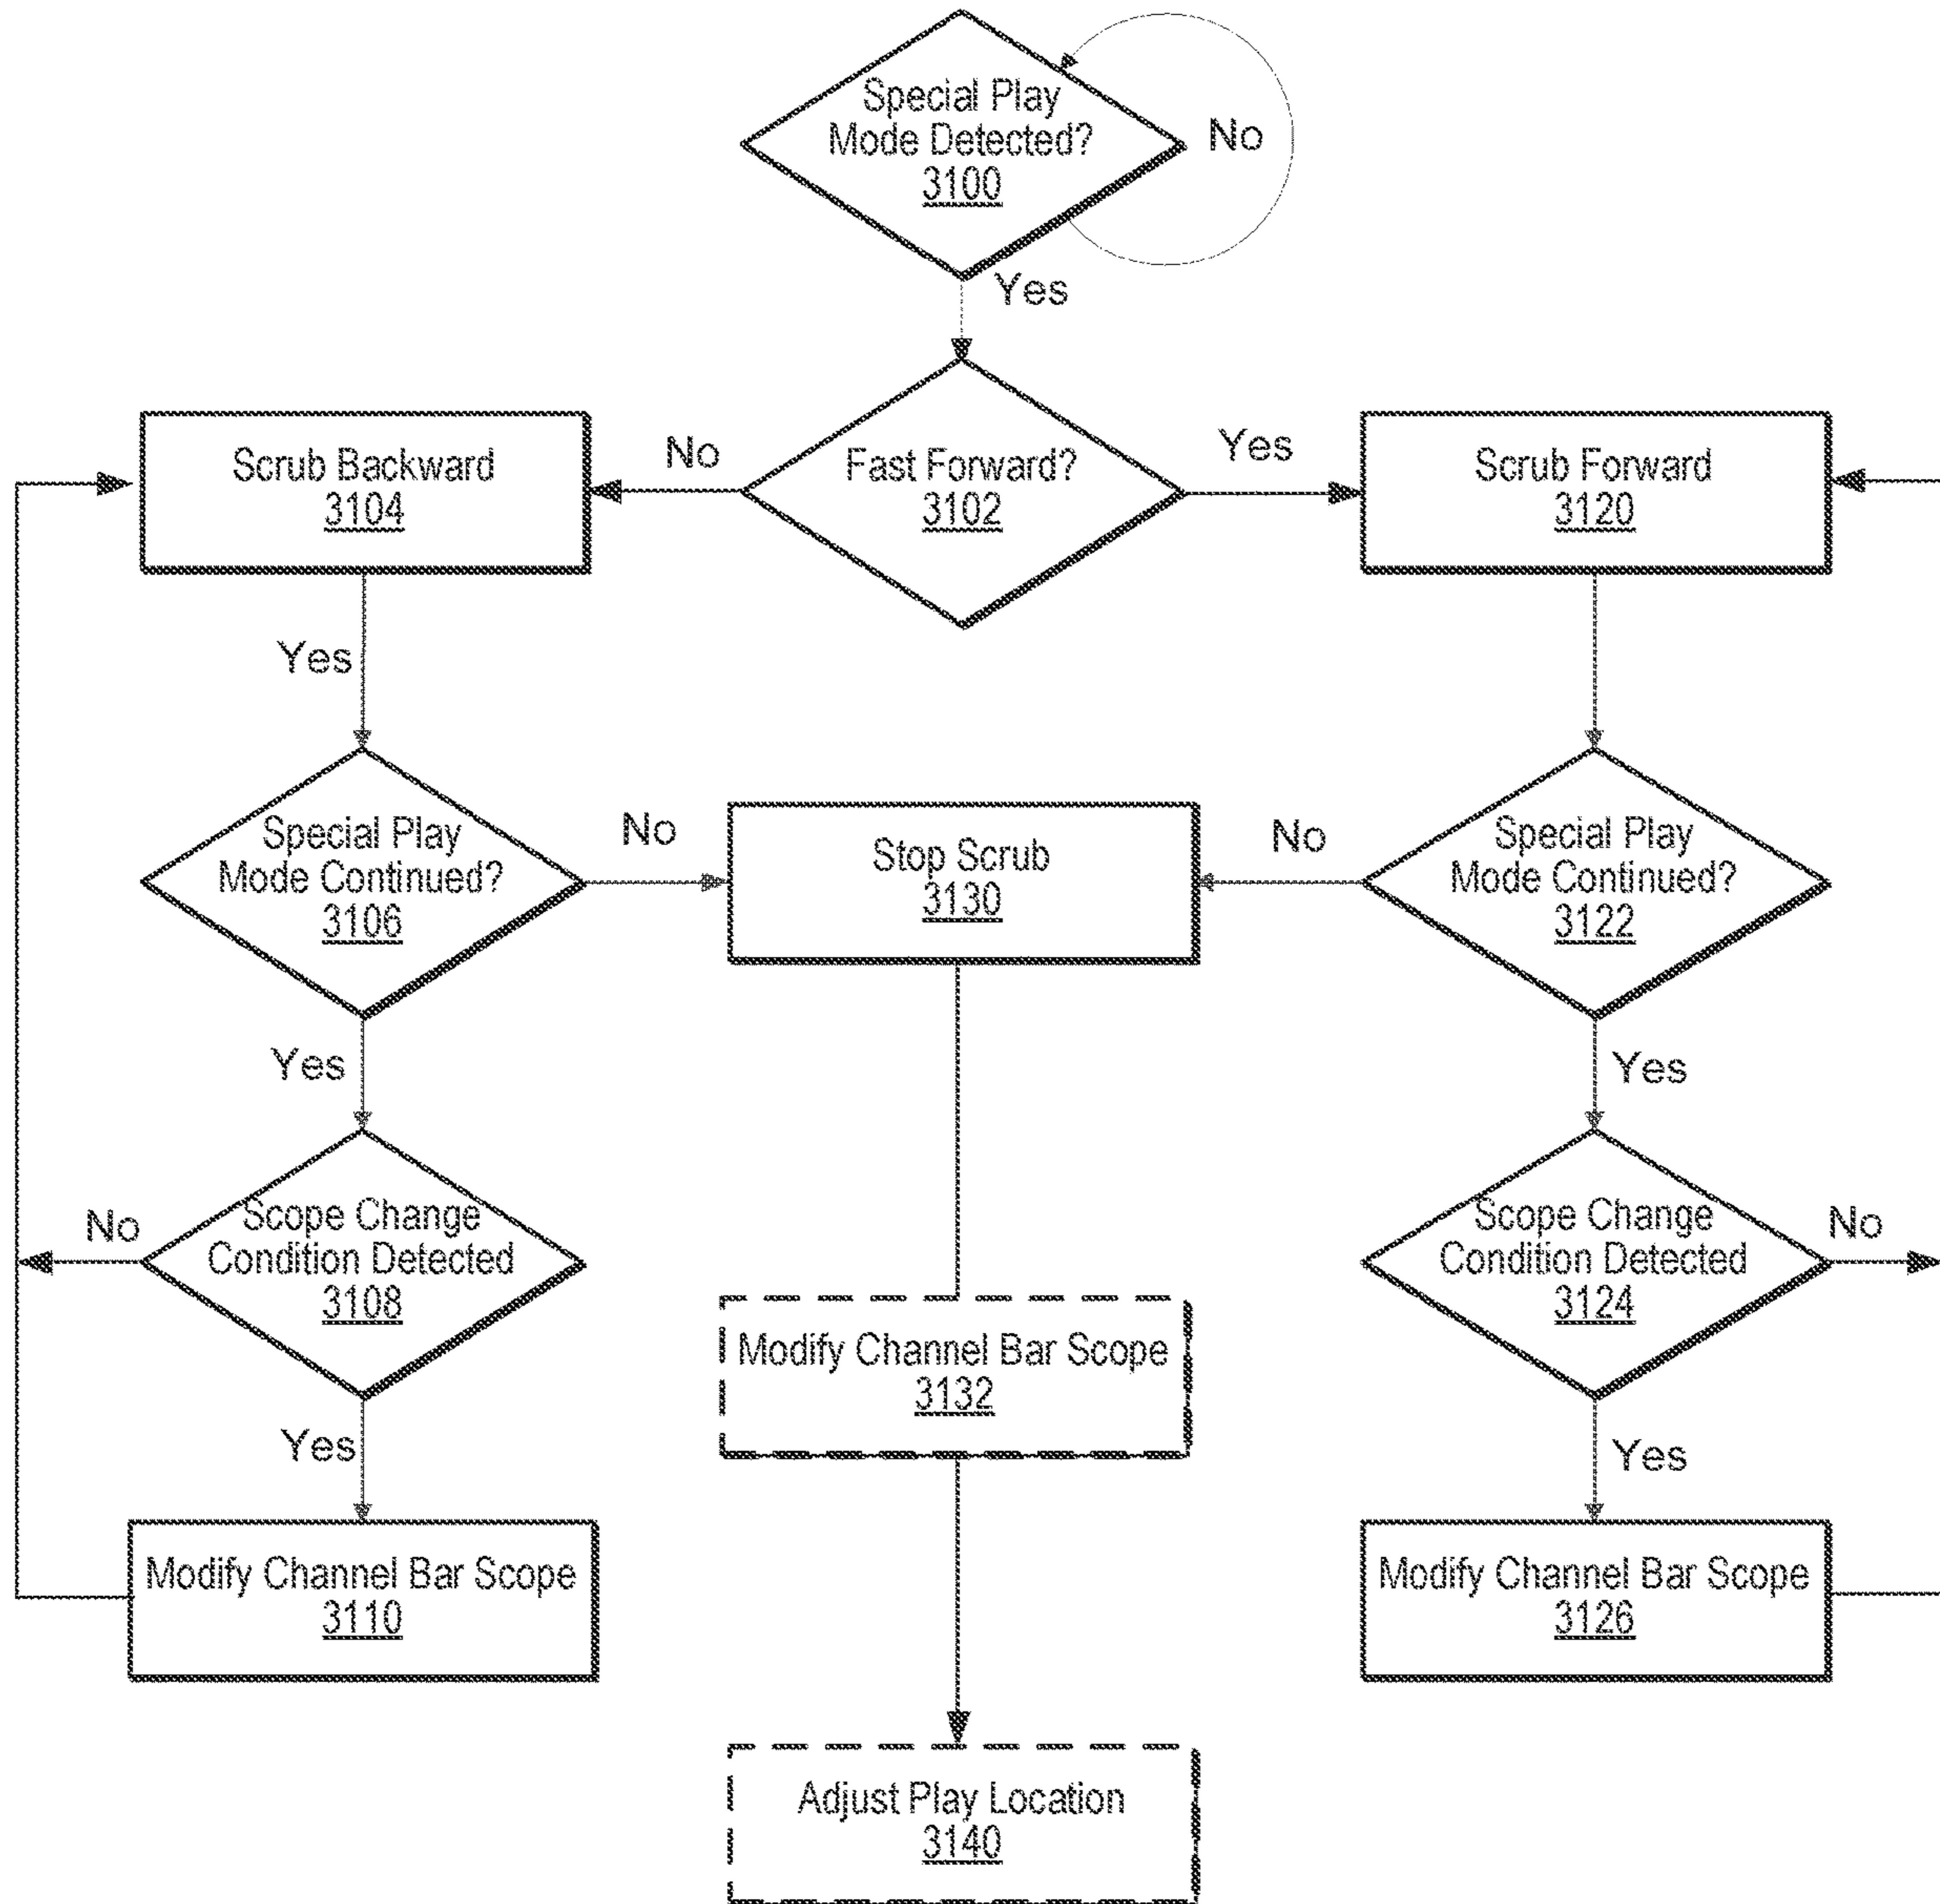 Special Play
Mode Detected?
3100
No
Yes
Scrub Backward
3104
No
Fast Forward?
3102
Yes
Scrub Forward
3120
Yes
Special Play
Mode Continued?
3106
No
Stop Scrub
3130
No
Special Play
Mode Continued?
3122
Yes
Yes
Scope Change
Condition Detected
3108
No
Modify Channel Bar Scope
3132
Scope Change
Condition Detected
3124
No
Yes
Yes
Modify Channel Bar Scope
3110
Modify Channel Bar Scope
3126
Adjust Play Location
3140